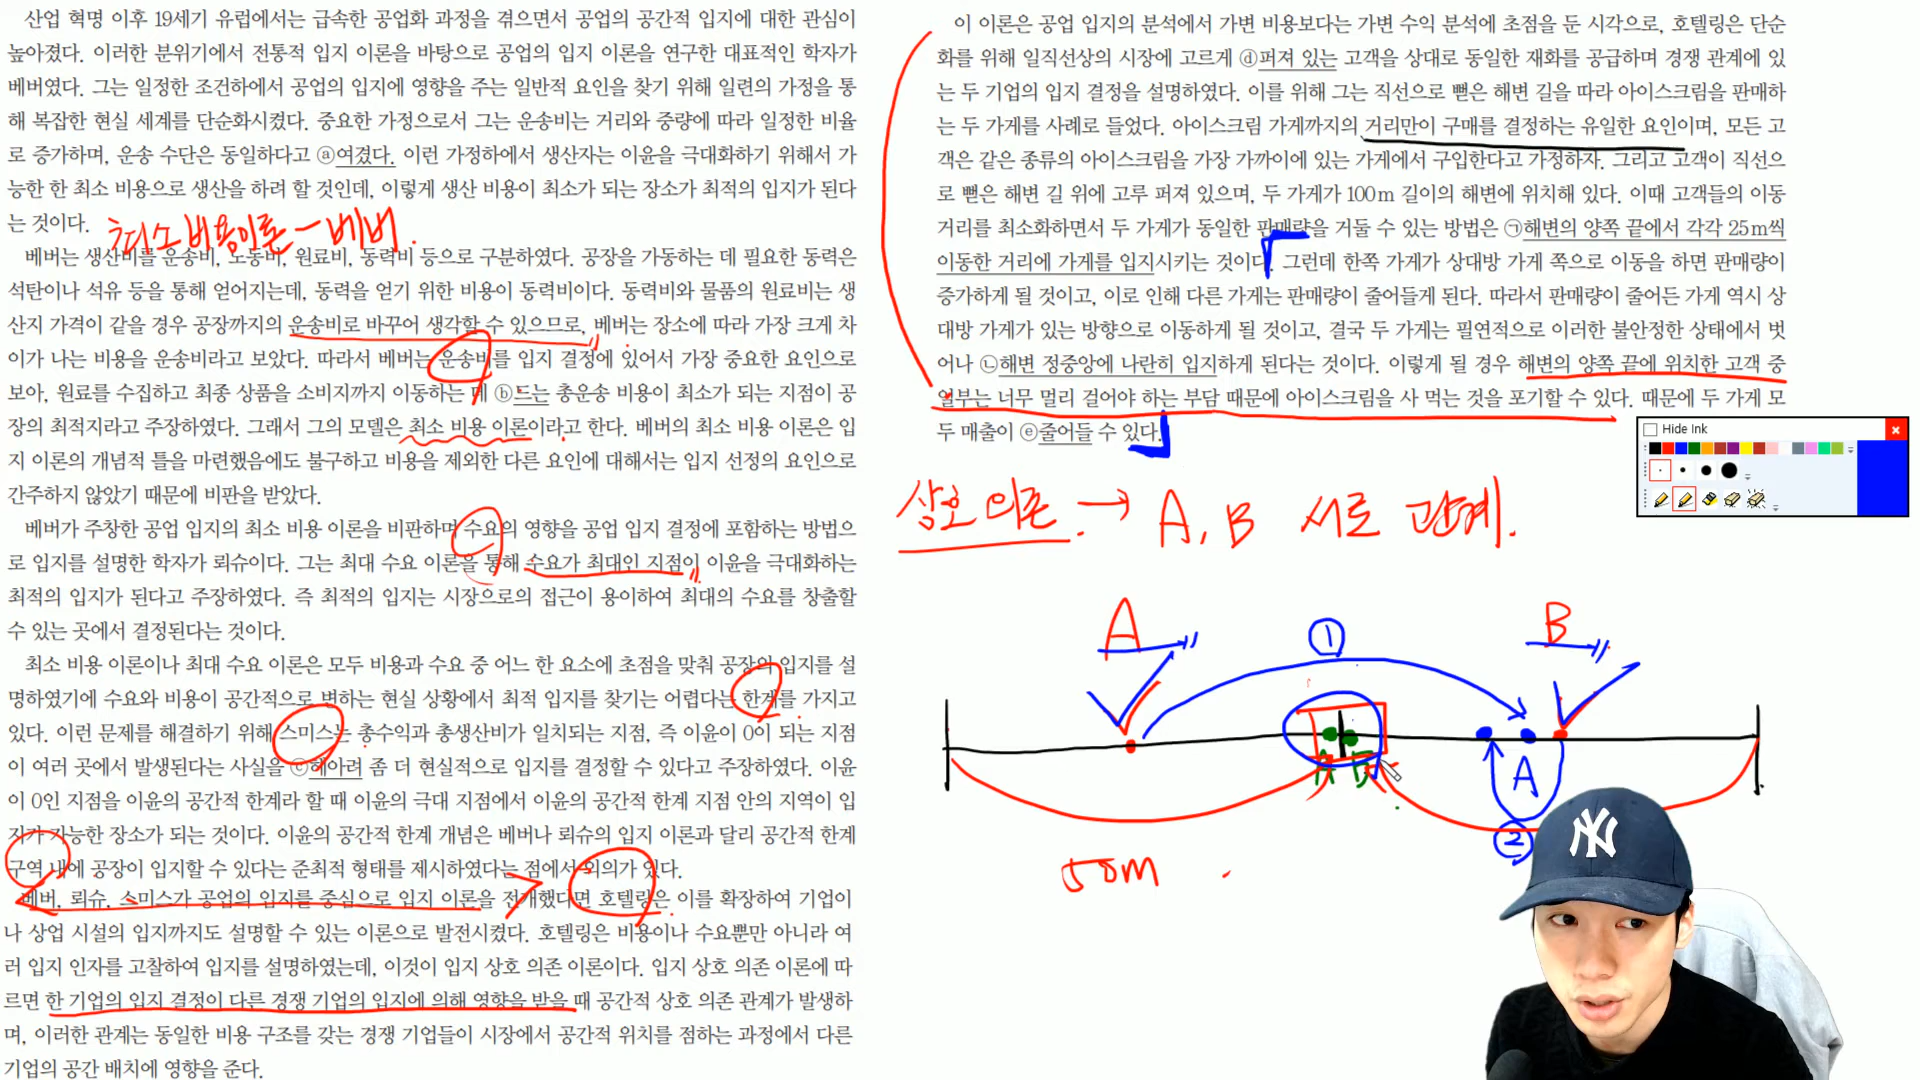 산업 혁명 이후 19세기 유럽에서는 급속한 공업화 과정을 겪으면서 공업의 공간적 입지에 대한 관심이
높아졌다. 이러한 분위기에서 전통적 입지 이론을 바탕으로 공업의 입지 이론을 연구한 대표적인 학자가
베버였다. 그는 일정한 조건하에서 공업의 입지에 영향을 주는 일반적 요인을 찾기 위해 일련의 가정을 통
해 복잡한 현실 세계를 단순화시켰다. 중요한 가정으로서 그는 운송비는 거리와 중량에 따라 일정한 비율
로 증가하며, 운송 수단은 동일하다고 ⓐ여겼다. 이런 가정하에서 생산자는 이윤을 극대화하기 위해서 가
능한 한 최소 비용으로 생산을 하려 할 것인데, 이렇게 생산 비용이 최소가 되는 장소가 최적의 입지가 된다
는 것이다.
최소 비용이론 - 베버.
베버는 생산비를 운송비, 노동비, 원료비, 동력비 등으로 구분하였다. 공장을 가동하는 데 필요한 동력은
석탄이나 석유 등을 통해 얻어지는데, 동력을 얻기 위한 비용이 동력비이다. 동력비와 물품의 원료비는 생
산지 가격이 같을 경우 공장까지의 운송비로 바꾸어 생각할 수 있으므로, 베버는 장소에 따라 가장 크게 차
이가 나는 비용을 운송비라고 보았다. 따라서 베버는 운송비를 입지 결정에 있어서 가장 중요한 요인으로
보아, 원료를 수집하고 최종 상품을 소비지까지 이동하는 데 ⓑ드는 총운송 비용이 최소가 되는 지점이 공
장의 최적지라고 주장하였다. 그래서 그의 모델은 최소 비용 이론이라고 한다. 베버의 최소 비용 이론은 입
지 이론의 개념적 틀을 마련했음에도 불구하고 비용을 제외한 다른 요인에 대해서는 입지 선정의 요인으로
간주하지 않았기 때문에 비판을 받았다.
베버가 주창한 공업 입지의 최소 비용 이론을 비판하며 수요의 영향을 공업 입지 결정에 포함하는 방법으
로 입지를 설명한 학자가 뢰슈이다. 그는 최대 수요 이론을 통해 수요가 최대인 지점이 이윤을 극대화하는
최적의 입지가 된다고 주장하였다. 즉 최적의 입지는 시장으로의 접근이 용이하여 최대의 수요를 창출할
수 있는 곳에서 결정된다는 것이다.
최소 비용 이론이나 최대 수요 이론은 모두 비용과 수요 중 어느 한 요소에 초점을 맞춰 공장의 입지를 설
명하였기에 수요와 비용이 공간적으로 변하는 현실 상황에서 최적 입지를 찾기는 어렵다는 한계를 가지고
있다. 이런 문제를 해결하기 위해 스미스는 총수익과 총생산비가 일치되는 지점, 즉 이윤이 0이 되는 지점
이 여러 곳에서 발생된다는 사실을 ⓒ헤아려 좀 더 현실적으로 입지를 결정할 수 있다고 주장하였다. 이윤
이 0인 지점을 이윤의 공간적 한계라 할 때 이윤의 극대 지점에서 이윤의 공간적 한계 지점 안의 지역이 입
지가 가능한 장소가 되는 것이다. 이윤의 공간적 한계 개념은 베버나 뢰슈의 입지 이론과 달리 공간적 한계
구역 내에 공장이 입지할 수 있다는 준최적 형태를 제시하였다는 점에서 의의가 있다.
베버, 뢰슈, 스미스가 공업의 입지를 중심으로 입지 이론을 전개했다면 호텔링은 이를 확장하여 기업이
나 상업 시설의 입지까지도 설명할 수 있는 이론으로 발전시켰다. 호텔링은 비용이나 수요뿐만 아니라 여
러 입지 인자를 고찰하여 입지를 설명하였는데, 이것이 입지 상호 의존 이론이다. 입지 상호 의존 이론에 따
르면 한 기업의 입지 결정이 다른 경쟁 기업의 입지에 의해 영향을 받을 때 공간적 상호 의존 관계가 발생하
며, 이러한 관계는 동일한 비용 구조를 갖는 경쟁 기업들이 시장에서 공간적 위치를 점하는 과정에서 다른
기업의 공간 배치에 영향을 준다.
이 이론은 공업 입지의 분석에서 가변 비용보다는 가변 수익 분석에 초점을 둔 시각으로, 호텔링은 단순
화를 위해 일직선상의 시장에 고르게 ⓓ퍼져 있는 고객을 상대로 동일한 재화를 공급하며 경쟁 관계에 있
는 두 기업의 입지 결정을 설명하였다. 이를 위해 그는 직선으로 뻗은 해변 길을 따라 아이스크림을 판매하
는 두 가게를 사례로 들었다. 아이스크림 가게까지의 거리만이 구매를 결정하는 유일한 요인이며, 모든 고
객은 같은 종류의 아이스크림을 가장 가까이에 있는 가게에서 구입한다고 가정하자. 그리고 고객이 직선으
로 뻗은 해변 길 위에 고루 퍼져 있으며, 두 가게가 100m 길이의 해변에 위치해 있다. 이때 고객들의 이동
거리를 최소화하면서 두 가게가 동일한 판매량을 거둘 수 있는 방법은 ㉠해변의 양쪽 끝에서 각각 25m씩
이동한 거리에 가게를 입지시키는 것이다. 그런데 한쪽 가게가 상대방 가게 쪽으로 이동을 하면 판매량이
증가하게 될 것이고, 이로 인해 다른 가게는 판매량이 줄어들게 된다. 따라서 판매량이 줄어든 가게 역시 상
대방 가게가 있는 방향으로 이동하게 될 것이고, 결국 두 가게는 필연적으로 이러한 불안정한 상태에서 벗
어나 ㉡해변 정중앙에 나란히 입지하게 된다는 것이다. 이렇게 될 경우 해변의 양쪽 끝에 위치한 고객 중
일부는 너무 멀리 걸어야 하는 부담 때문에 아이스크림을 사 먹는 것을 포기할 수 있다. 때문에 두 가게 모
두 매출이 ⓔ줄어들 수 있다.
Hide Ink
상호 의존. → A, B 서로 관계.
A ① B
A B A
②
50m
NY